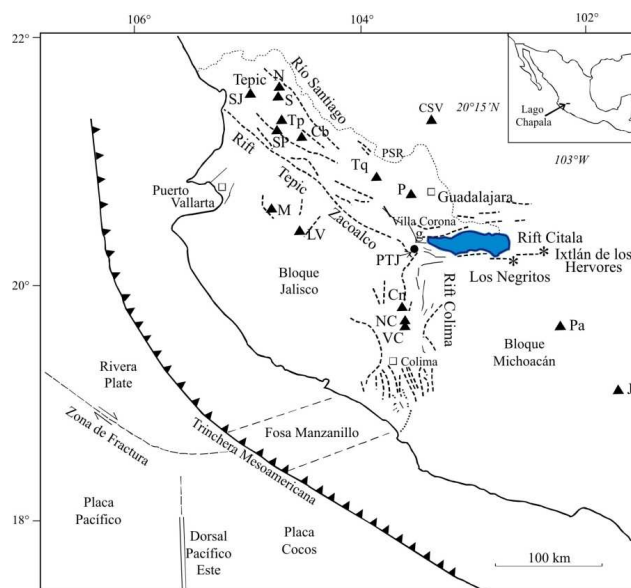 106°
104°
102°
22°
20°
18°
Tepic
N
SJ
S
Río Santiago
Tp
SP
Cb
CSV
20°15'N
Lago
Chapala
103°W
Rift
Tepic
Zacoalco
PSR
Tq
P
Guadalajara
Puerto
Vallarta
M
LV
Villa Corona
g
PTJ
Rift Citala
Ixtlán de los
Hervores
Los Negritos
Bloque
Jalisco
Rift Colima
Cn
NC
VC
Colima
Pa
Bloque
Michoacán
J
Rivera
Plate
Zona de Fractura
Trinchera Mesoamericana
Fosa Manzanillo
Placa
Pacífico
Dorsal
Pacífico
Este
Placa
Cocos
100 km